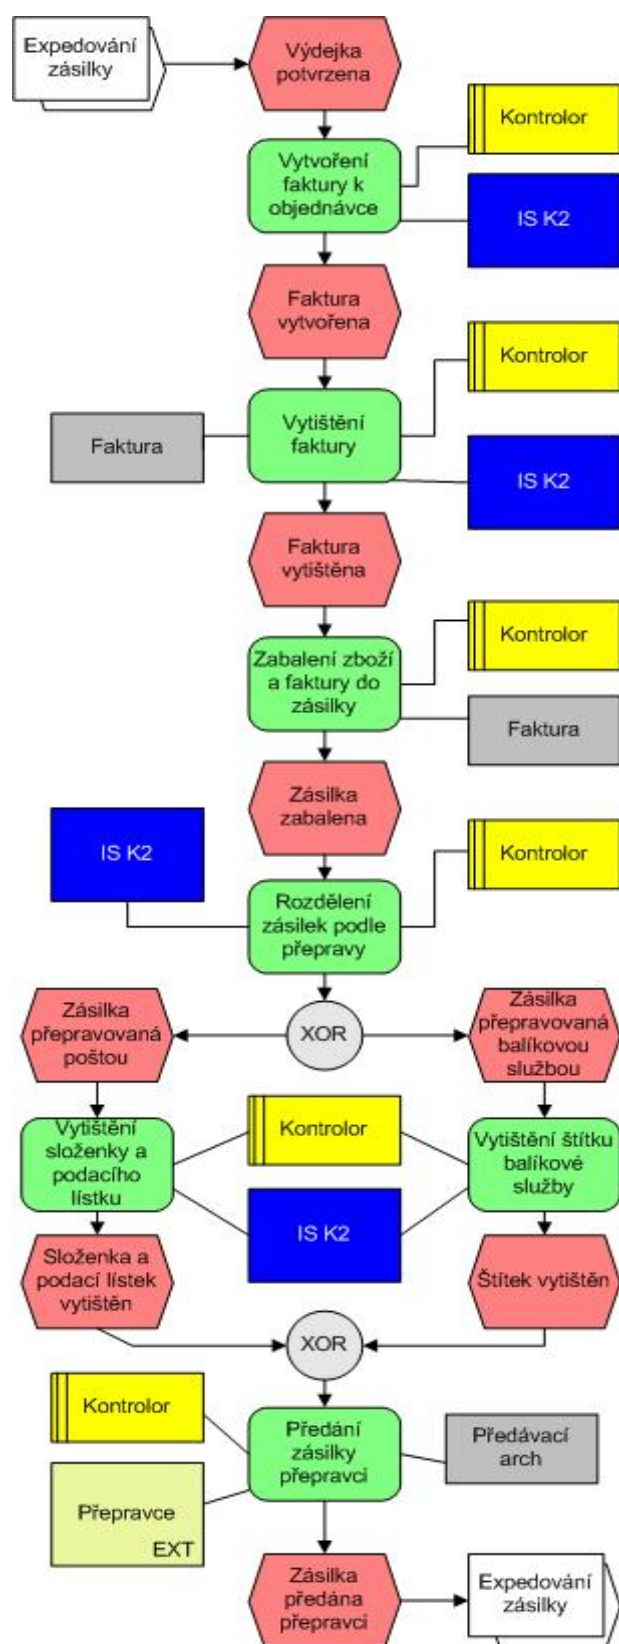 Expedování
zásilky
Výdejka
potvrzena
Kontrolor
Vytvoření
faktury k
objednávce
IS K2
Faktura
vytvořena
Kontrolor
Vytištění
faktury
Faktura
IS K2
Faktura
vytištěna
Kontrolor
Zabalení zboží
a faktury do
zásilky
Faktura
Zásilka
zabalena
IS K2
Kontrolor
Rozdělení
zásilek podle
přepravy
XOR
Zásilka
přepravovaná
poštou
Zásilka
přepravovaná
balíkovou
službou
Vytištění
složenky a
podacího
lístku
Kontrolor
Vytištění štítku
balíkové
služby
IS K2
Složenka a
podací lístek
vytištěn
Štítek vytištěn
XOR
Kontrolor
Předání
zásilky
přepravci
Předávací
arch
Přepravce
EXT
Zásilka
předána
přepravci
Expedování
zásilky